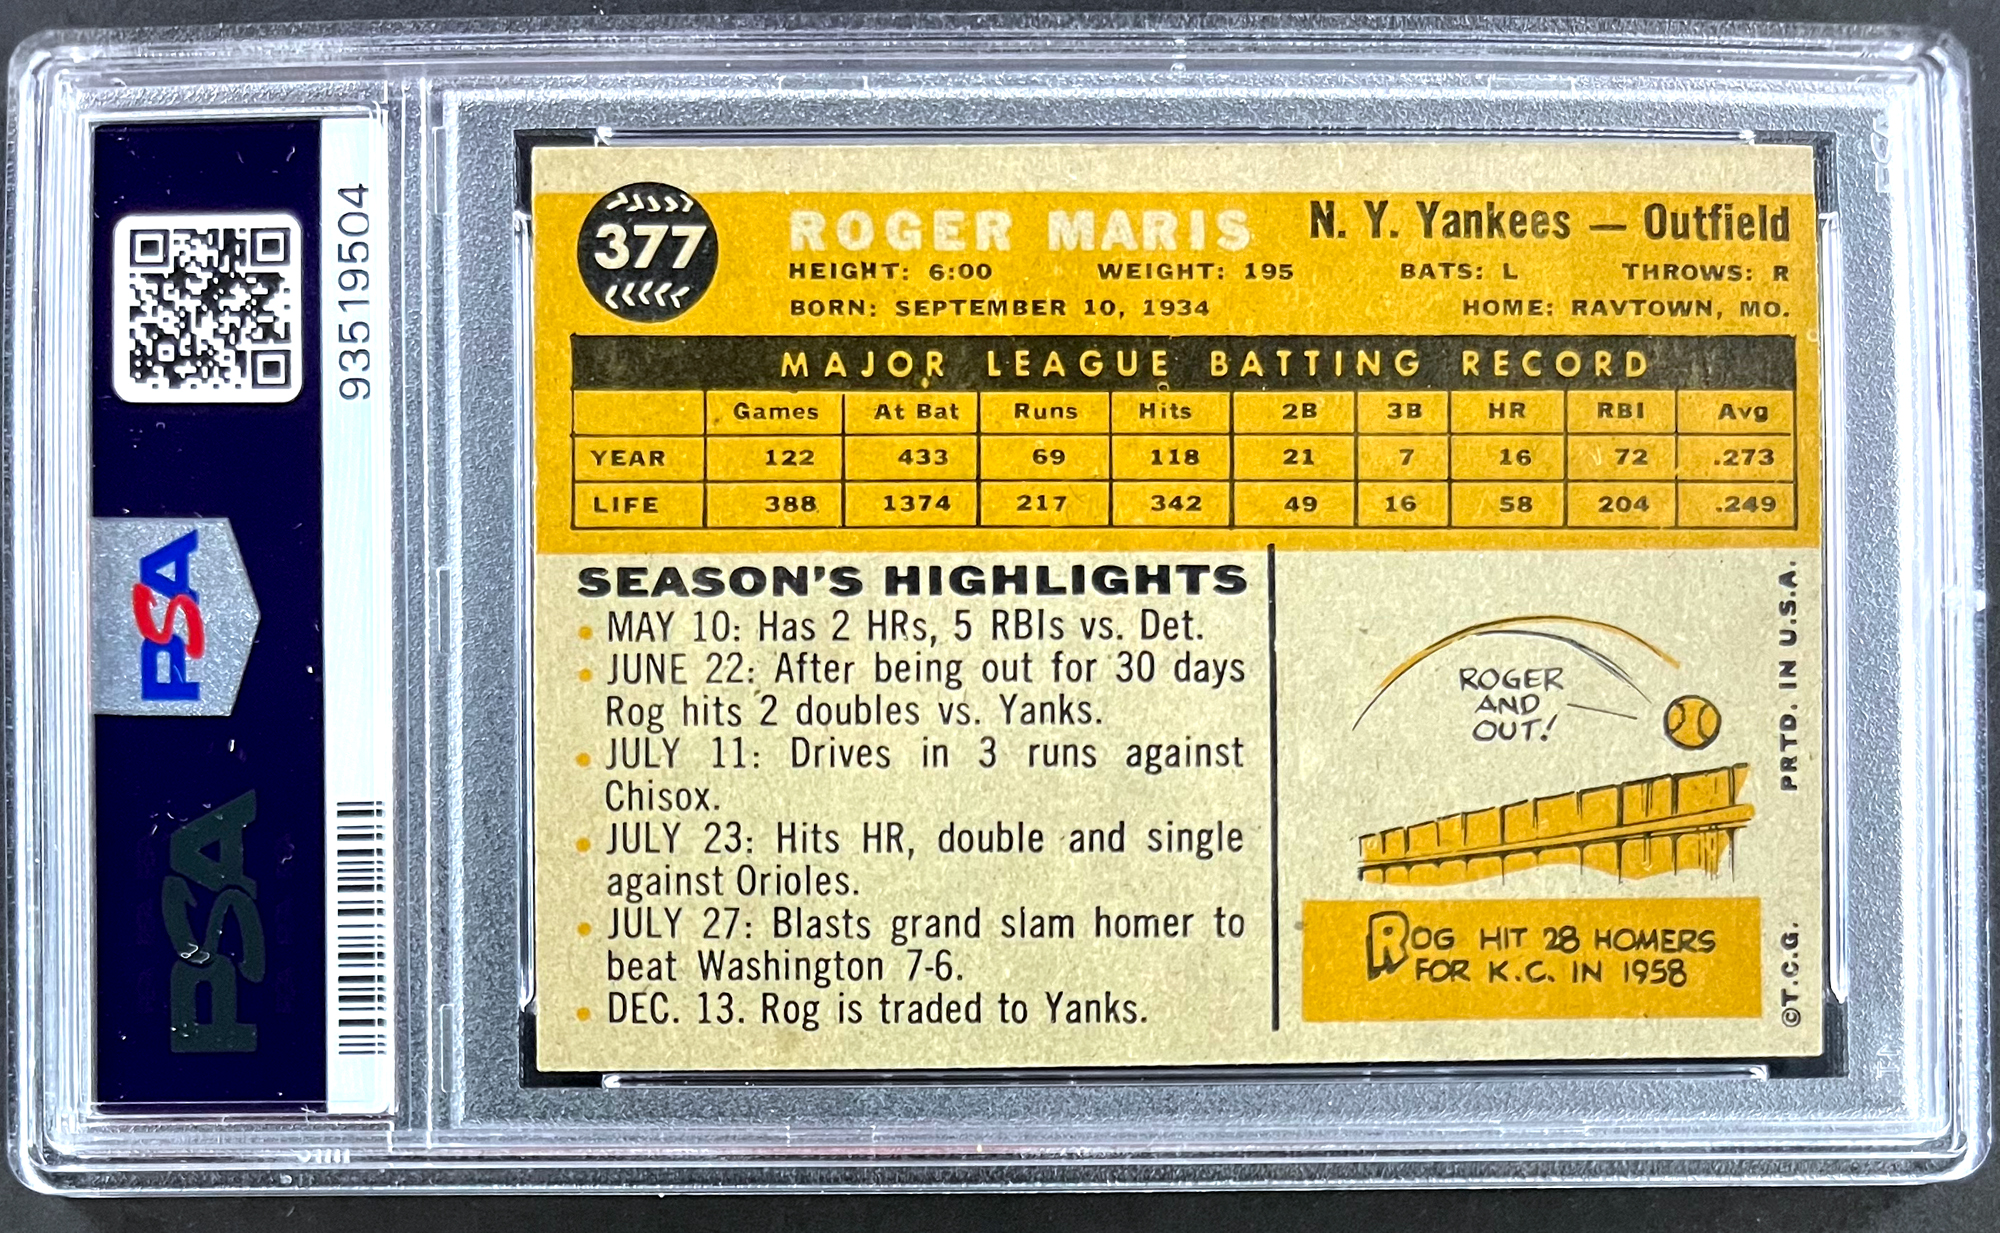 93519504
PSA
PSA
377
ROGER MARIS
N. Y. Yankees — Outfield
HEIGHT: 6:00 WEIGHT: 195 BATS: L THROWS: R
BORN: SEPTEMBER 10, 1934 HOME: RAVTOWN, MO.
MAJOR LEAGUE BATTING RECORD
Games At Bat Runs Hits 2B 3B HR RBI Avg
YEAR 122 433 69 118 21 7 16 72 .273
LIFE 388 1374 217 342 49 16 58 204 .249
SEASON'S HIGHLIGHTS
• MAY 10: Has 2 HRs, 5 RBIs vs. Det.
• JUNE 22: After being out for 30 days
Rog hits 2 doubles vs. Yanks.
• JULY 11: Drives in 3 runs against
Chisox.
• JULY 23: Hits HR, double and single
against Orioles.
• JULY 27: Blasts grand slam homer to
beat Washington 7-6.
• DEC. 13. Rog is traded to Yanks.
ROGER
AND
OUT!
ROG HIT 28 HOMERS
FOR K.C. IN 1958
©T.C.G. PRTD. IN U.S.A.